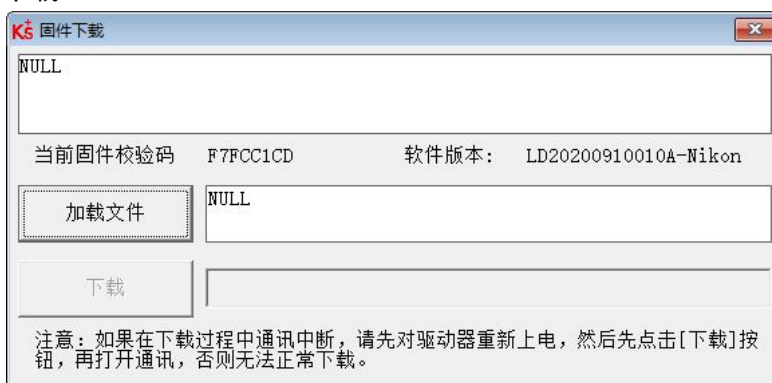 KS+ 固件下载
NULL
当前固件校验码 F7FCC1CD 软件版本: LD20200910010A-Nikon
加载文件 NULL
下载
注意：如果在下载过程中通讯中断，请先对驱动器重新上电，然后先点击[下载]按
钮，再打开通讯，否则无法正常下载。